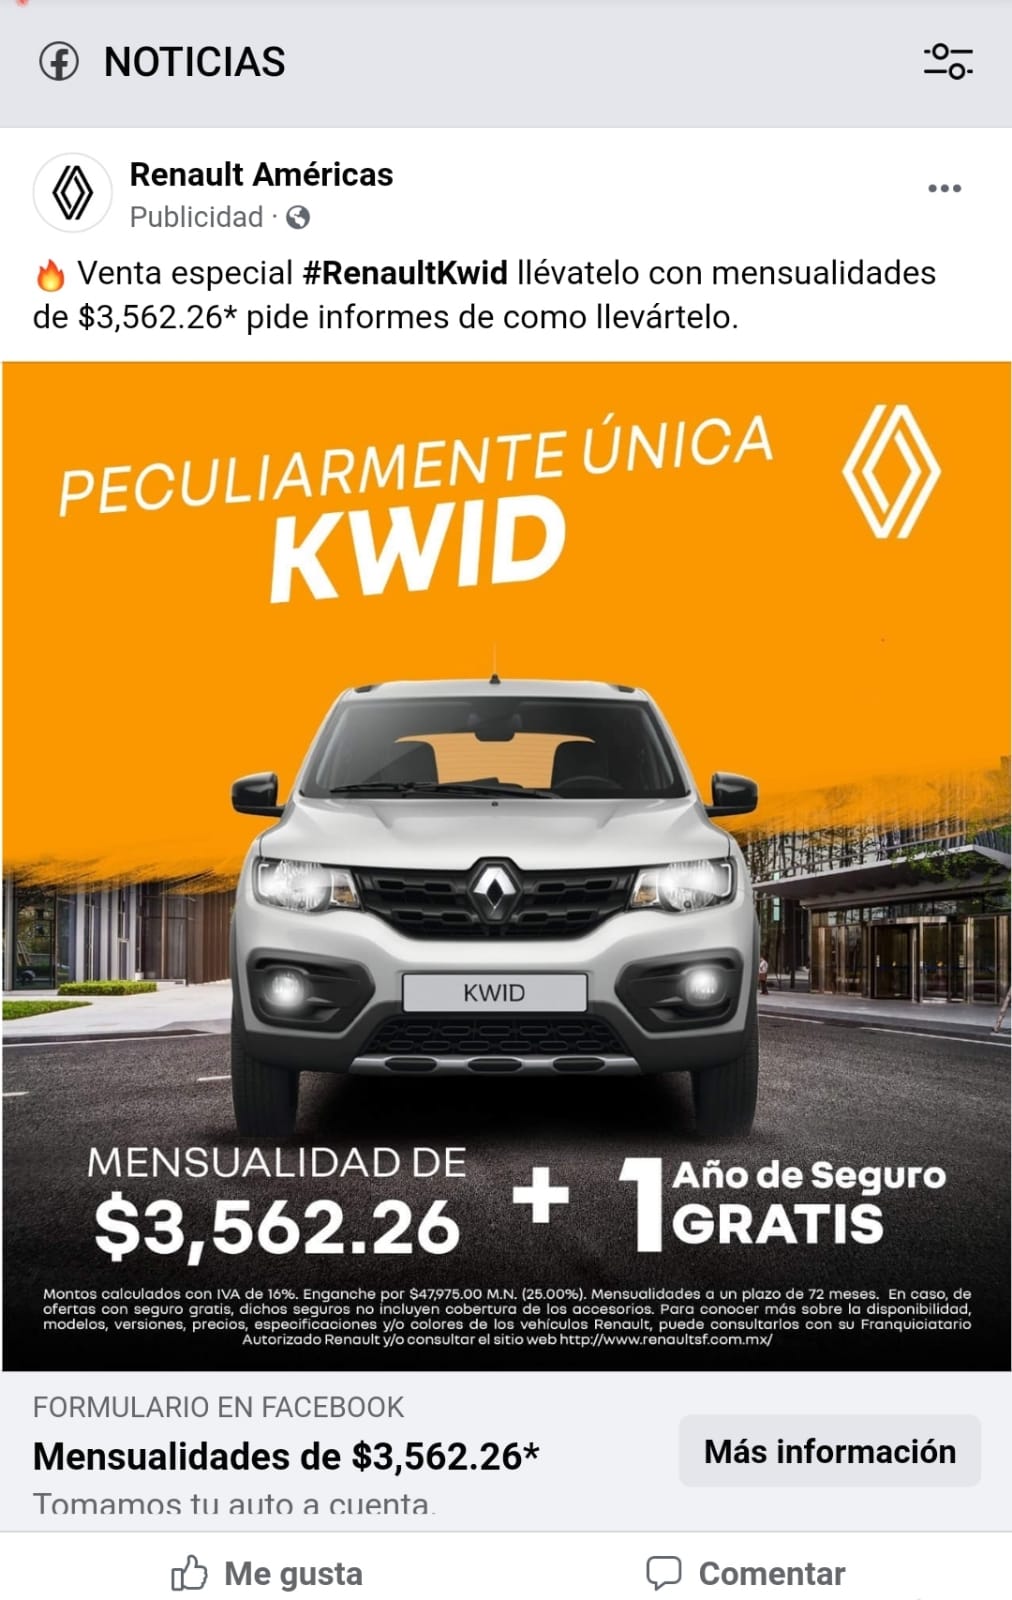 NOTICIAS
Renault Américas
Publicidad ·
Venta especial #RenaultKwid llévatelo con mensualidades
de $3,562.26* pide informes de como llevártelo.
PECULIARMENTE ÚNICA
KWID
KWID
MENSUALIDAD DE
$3,562.26
+
1 Año de Seguro
GRATIS
Montos calculados con IVA de 16%. Enganche por $47,975.00 M.N. (25.00%). Mensualidades a un plazo de 72 meses. En caso, de
ofertas con seguro gratis, dichos seguros no incluyen cobertura de los accesorios. Para conocer más sobre la disponibilidad,
modelos, versiones, precios, especificaciones y/o colores de los vehículos Renault, puede consultarlos con su Franquiciatario
Autorizado Renault y/o consultar el sitio web http://www.renaultsf.com.mx/
FORMULARIO EN FACEBOOK
Mensualidades de $3,562.26*
Más información
Tomamos tu auto a cuenta.
Me gusta
Comentar